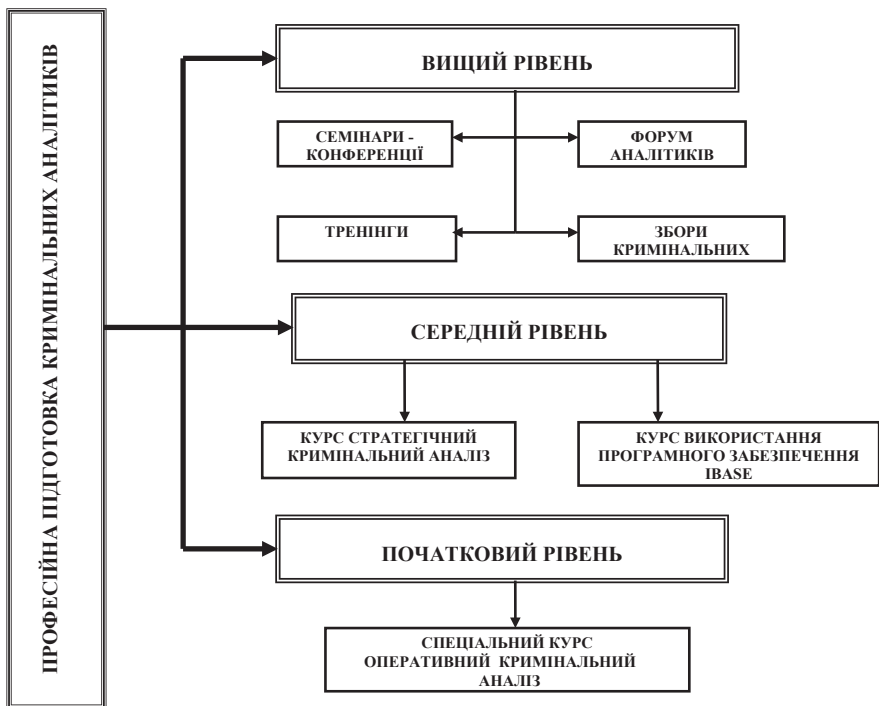 ПРОФЕСІЙНА ПІДГОТОВКА КРИМІНАЛЬНИХ АНАЛІТИКІВ
ВИЩИЙ РІВЕНЬ
СЕМІНАРИ -
КОНФЕРЕНЦІЇ
ФОРУМ
АНАЛІТИКІВ
ТРЕНІНГИ
ЗБОРИ
КРИМІНАЛЬНИХ
СЕРЕДНІЙ РІВЕНЬ
КУРС СТРАТЕГІЧНИЙ
КРИМІНАЛЬНИЙ АНАЛІЗ
КУРС ВИКОРИСТАННЯ
ПРОГРАМНОГО ЗАБЕЗПЕЧЕННЯ
IBASE
ПОЧАТКОВИЙ РІВЕНЬ
СПЕЦІАЛЬНИЙ КУРС
ОПЕРАТИВНИЙ КРИМІНАЛЬНИЙ
АНАЛІЗ